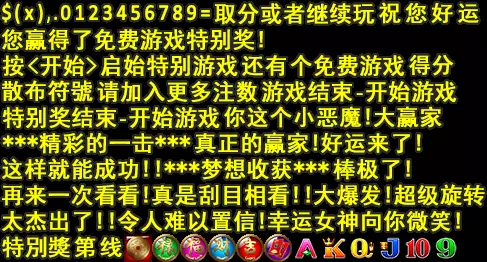 $(x),.0123456789=取分或者继续玩祝您好运
您赢得了免费游戏特别奖!
按<开始>启始特别游戏还有个免费游戏得分
散布符號请加入更多注数游戏结束-开始游戏
特别奖结束-开始游戏你这个小恶魔!大赢家
***精彩的一击***真正的赢家!好运来了!
这样就能成功!!***梦想收获***棒极了!
再来一次看看!真是刮目相看!!大爆发!超级旋转
太杰出了!!令人难以置信!幸运女神向你微笑!
特別獎第线 福 吉 A K Q J 10 9